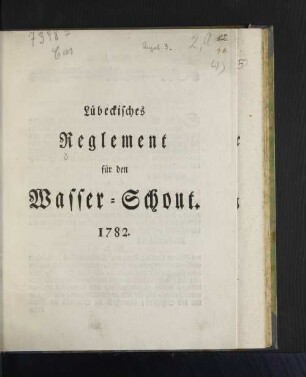 Lübeckisches
Reglement
für den
Wasser=Schout.
1782.